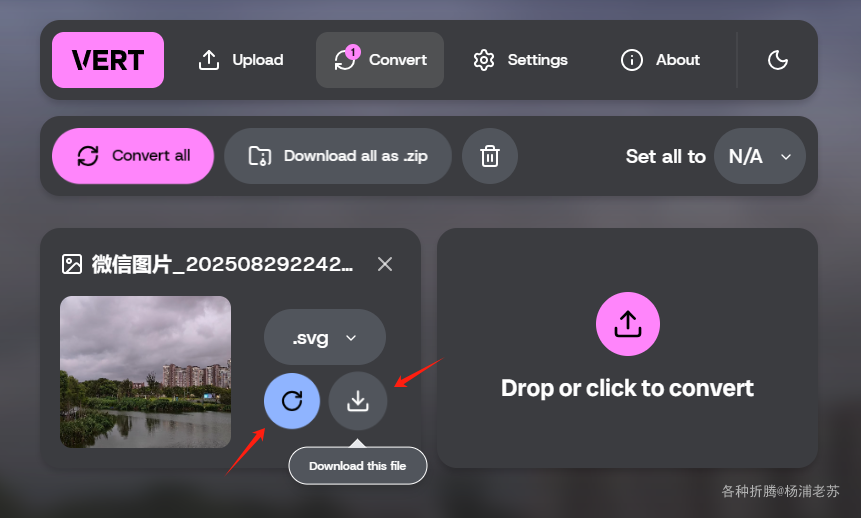 VERT
Upload
1
Convert
Settings
About
Convert all
Download all as .zip
Set all to
N/A
微信图片_202508292242...
.svg
Drop or click to convert
Download this file
各种折腾@杨浦老苏